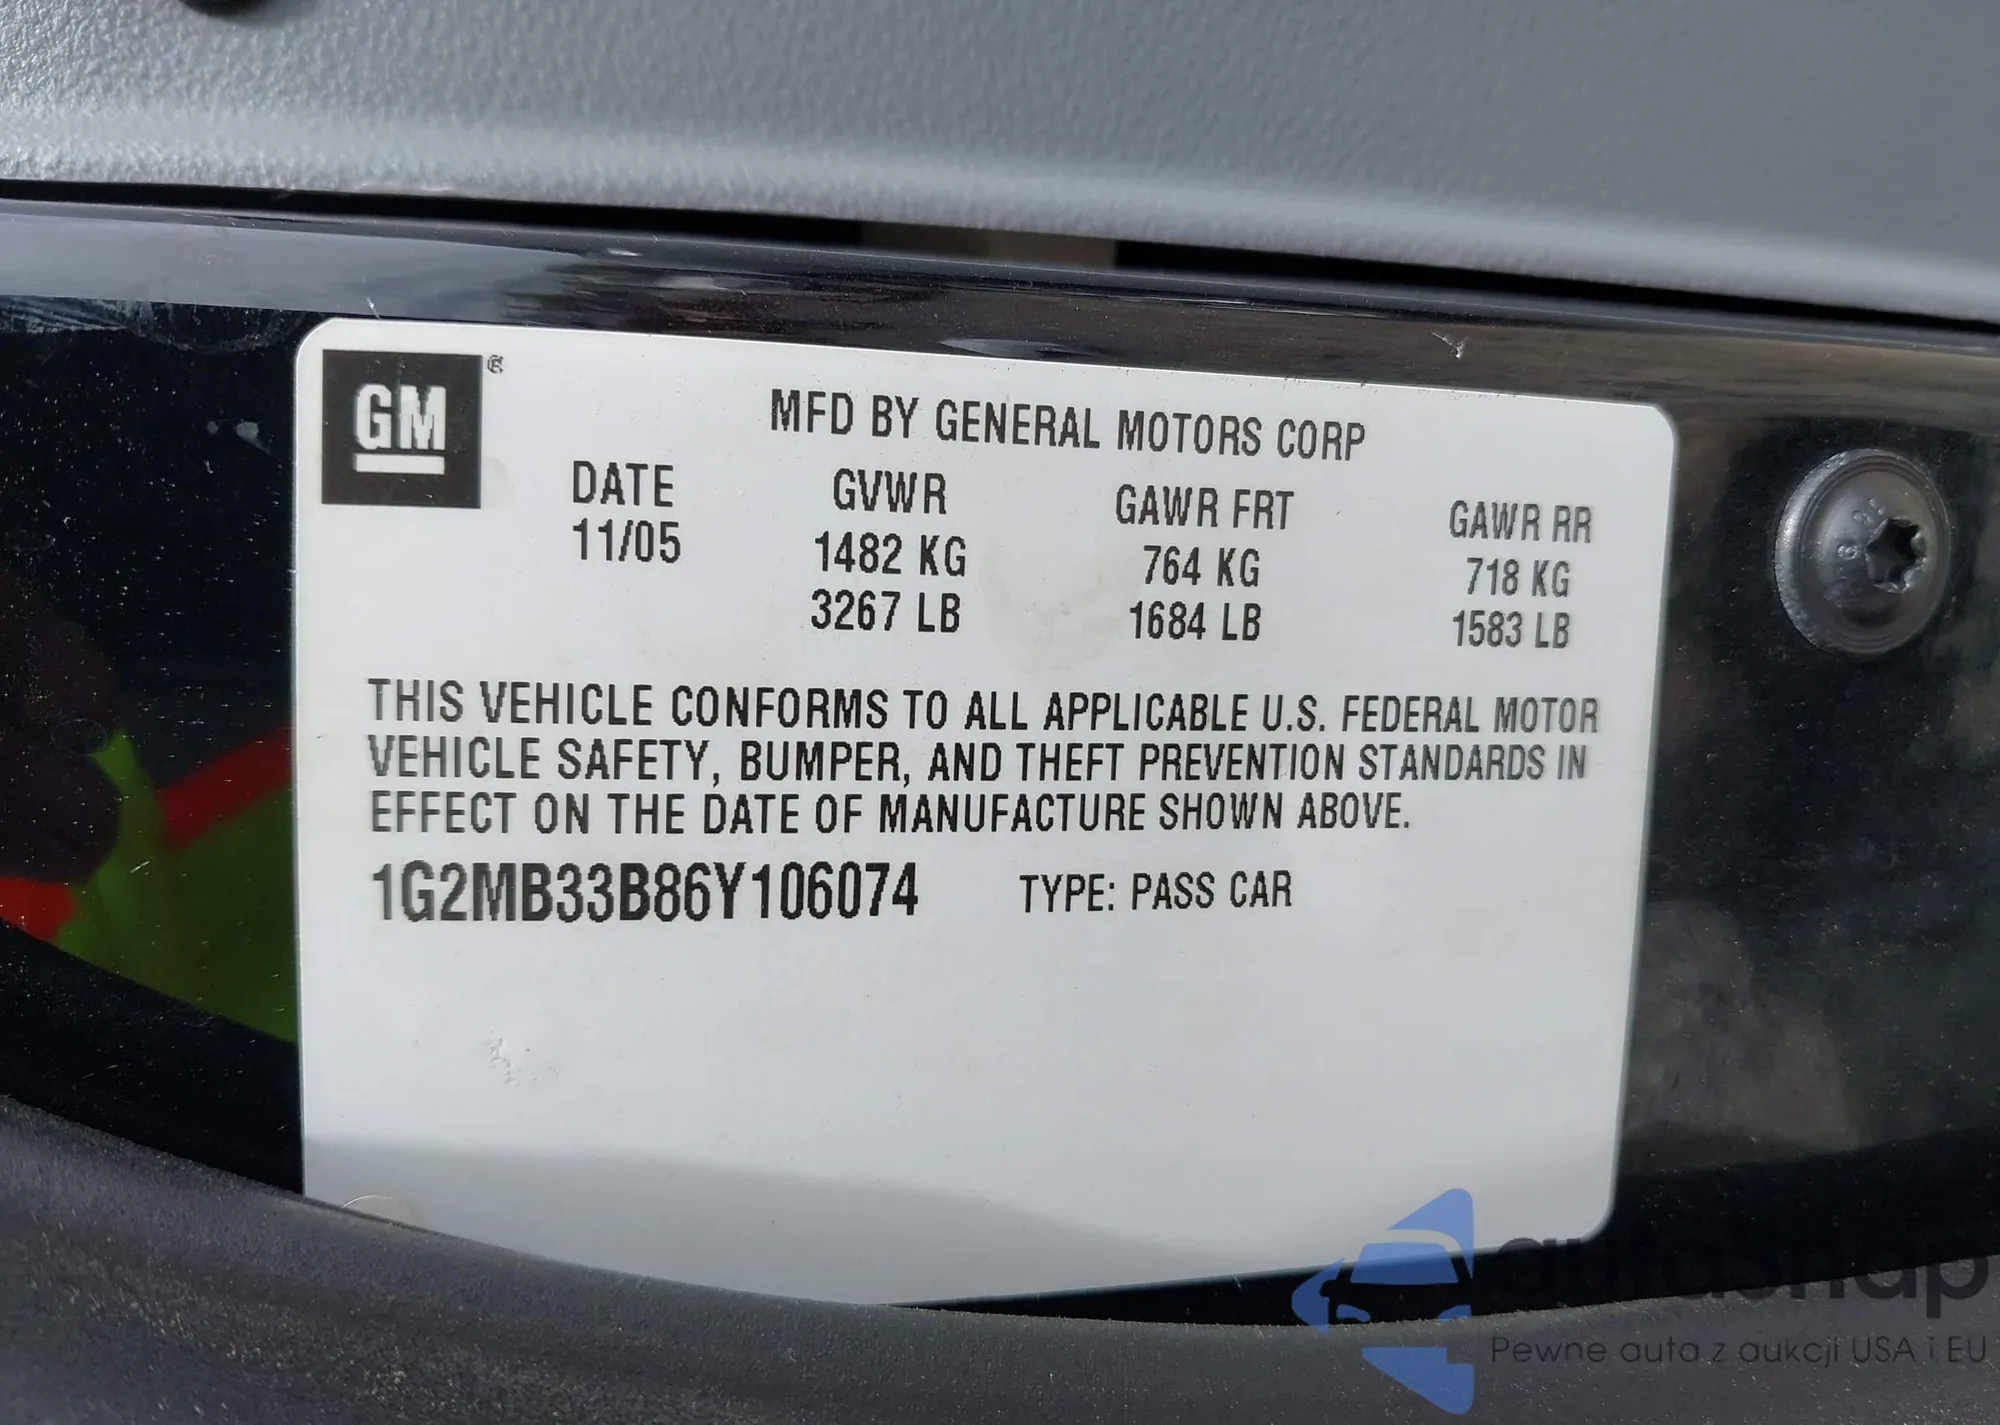 GM
MFD BY GENERAL MOTORS CORP
DATE GVWR GAWR FRT GAWR RR
11/05 1482 KG 764 KG 718 KG
3267 LB 1684 LB 1583 LB
THIS VEHICLE CONFORMS TO ALL APPLICABLE U.S. FEDERAL MOTOR
VEHICLE SAFETY, BUMPER, AND THEFT PREVENTION STANDARDS IN
EFFECT ON THE DATE OF MANUFACTURE SHOWN ABOVE.
1G2MB33B86Y106074 TYPE: PASS CAR
autosnap
Pewne auta z aukcji USA i EU